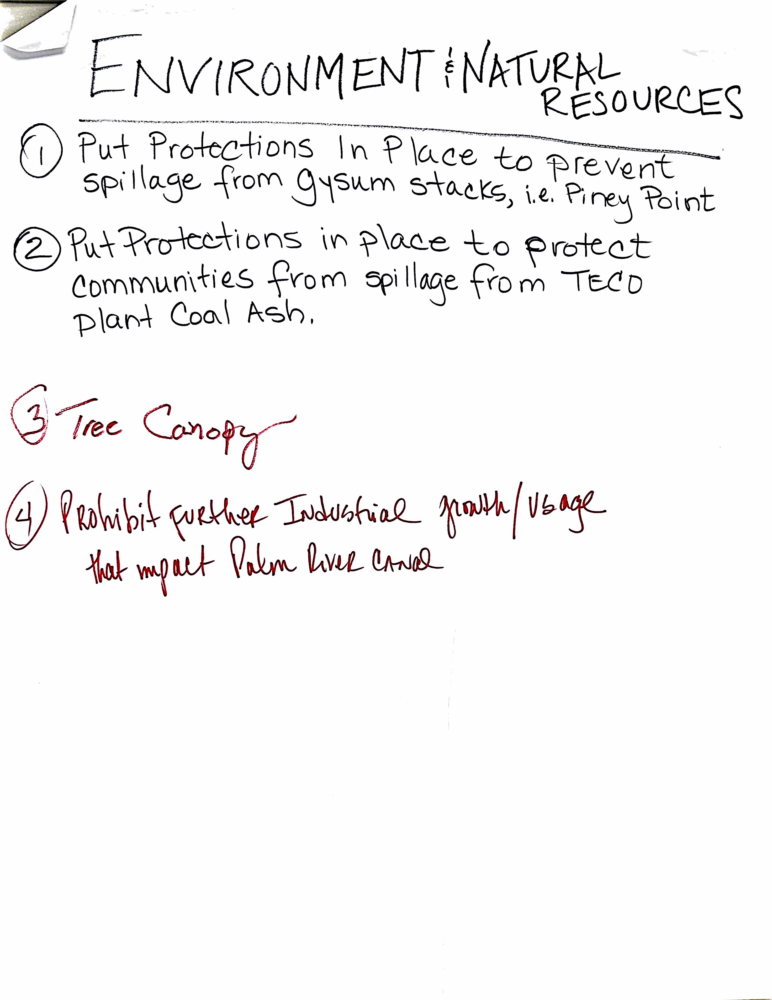 ENVIRONMENT & NATURAL
RESOURCES
① Put Protections In Place to prevent
spillage from gysum stacks, i.e. Piney Point
② Put Protections in place to protect
communities from spillage from TECO
plant Coal Ash.
③ Tree Canopy
④ Prohibit further Industrial growth/Usage
that impact Palm River Canal